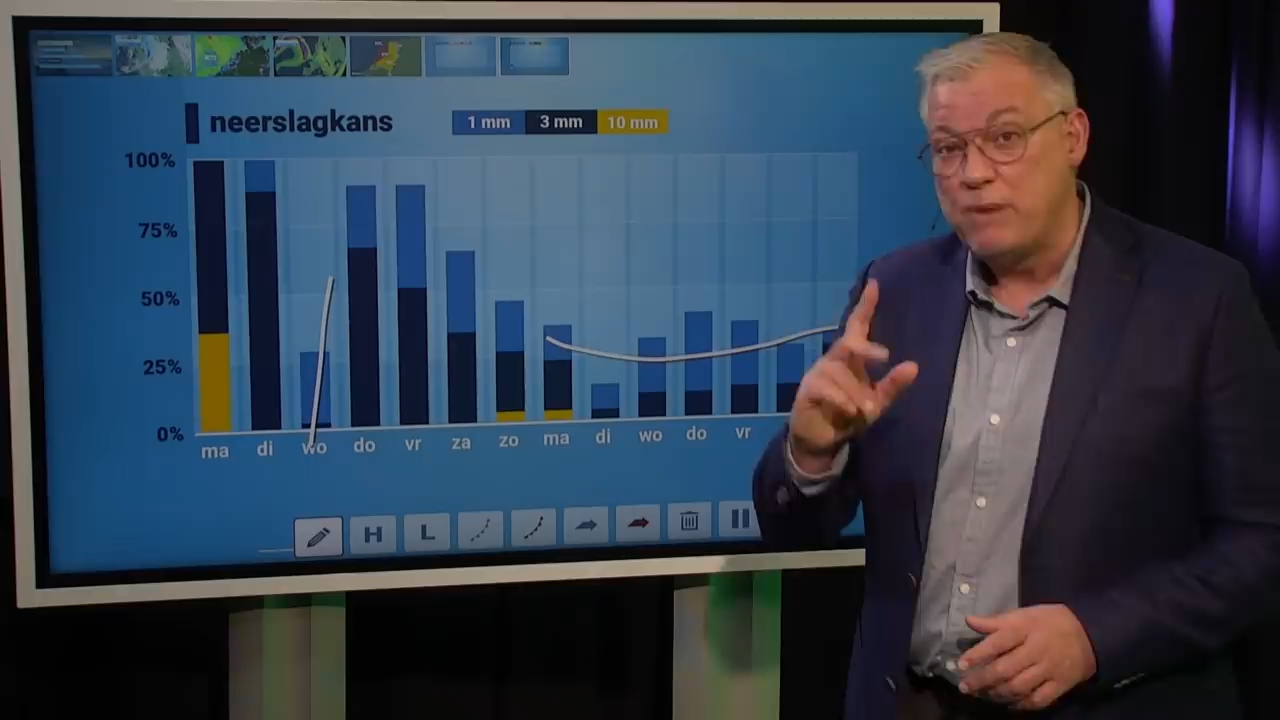 neerslagkans
1 mm 3 mm 10 mm
100%
75%
50%
25%
0%
ma di wo do vr za zo ma di wo do vr
H L